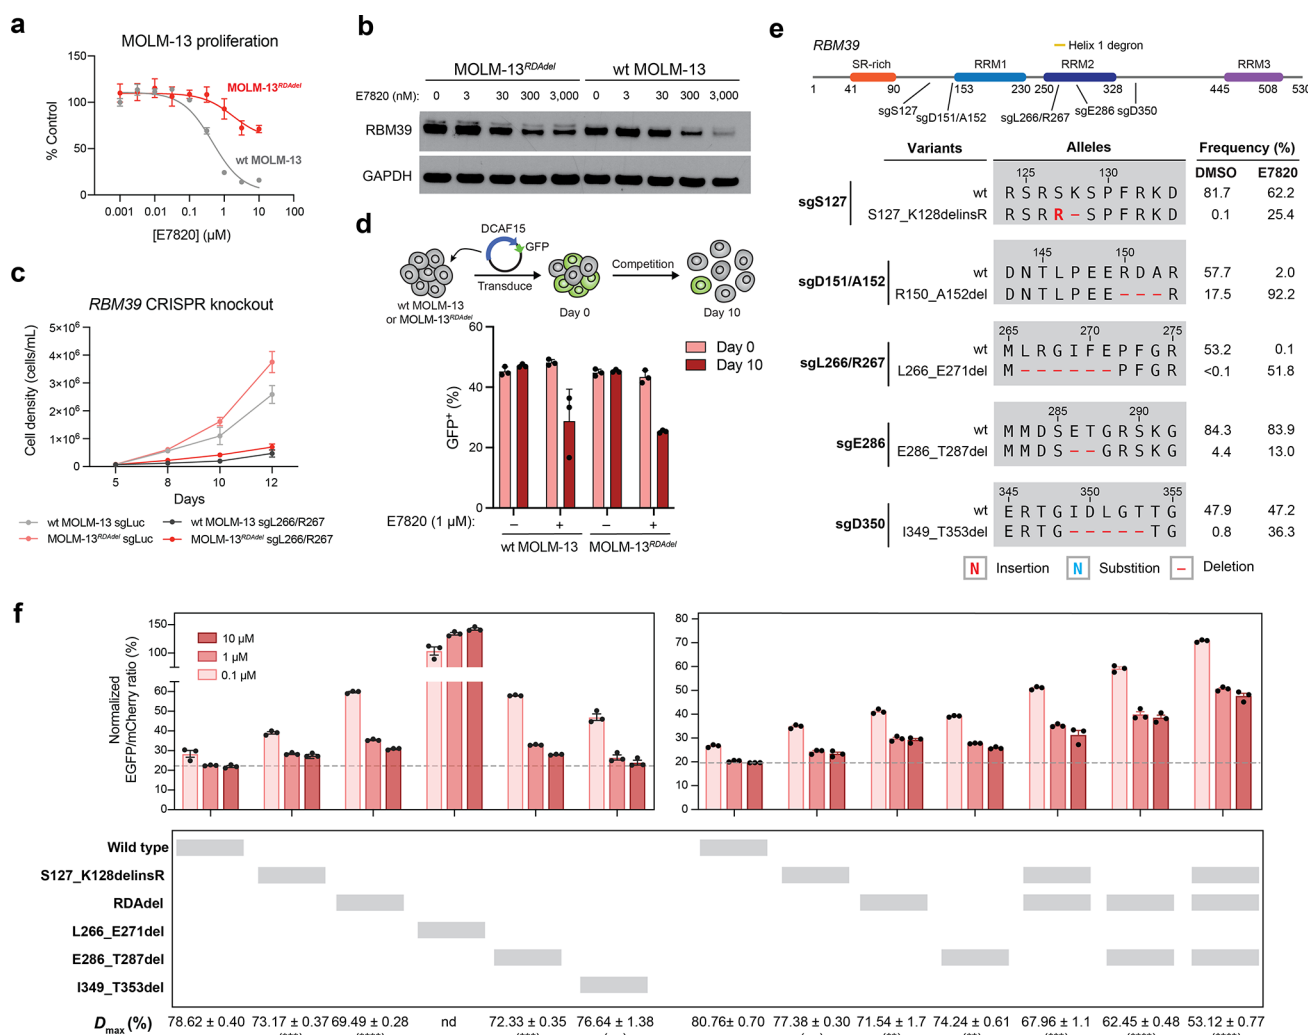 a
MOLM-13 proliferation
150
100
50
0
% Control
MOLM-13RDAdel
wt MOLM-13
0.001 0.01 0.1 1 10 100
[E7820] (µM)
b
MOLM-13RDAdel wt MOLM-13
E7820 (nM): 0 3 30 300 3,000 0 3 30 300 3,000
RBM39
GAPDH
c
RBM39 CRISPR knockout
5×10⁶
4×10⁶
3×10⁶
2×10⁶
1×10⁶
0
Cell density (cells/mL)
5 8 10 12
Days
wt MOLM-13 sgLuc
MOLM-13RDAdel sgLuc
wt MOLM-13 sgL266/R267
MOLM-13RDAdel sgL266/R267
d
DCAF15
GFP
Transduce
Competition
wt MOLM-13
or MOLM-13RDAdel
Day 0
Day 10
60
40
20
0
GFP⁺ (%)
Day 0
Day 10
E7820 (1 µM): – + – +
wt MOLM-13 MOLM-13RDAdel
e
RBM39
Helix 1 degron
SR-rich RRM1 RRM2 RRM3
1 41 90 153 230 250 328 445 508 530
sgS127
sgD151/A152
sgL266/R267
sgE286
sgD350
Variants Alleles Frequency (%)
DMSO E7820
125 130
sgS127
wt R S R S K S P F R K D 81.7 62.2
S127_K128delinsR R S R R – S P F R K D 0.1 25.4
145 150
sgD151/A152
wt D N T L P E E R D A R 57.7 2.0
R150_A152del D N T L P E E – – – R 17.5 92.2
265 270 275
sgL266/R267
wt M L R G I F E P F G R 53.2 0.1
L266_E271del M – – – – – – P F G R <0.1 51.8
285 290
sgE286
wt M M D S E T G R S K G 84.3 83.9
E286_T287del M M D S – – G R S K G 4.4 13.0
345 350 355
sgD350
wt E R T G I D L G T T G 47.9 47.2
I349_T353del E R T G – – – – – T G 0.8 36.3
N Insertion N Substition – Deletion
f
150
100
60
50
40
30
20
10
0
Normalized
EGFP/mCherry ratio (%)
10 µM
1 µM
0.1 µM
80
70
60
50
40
30
20
10
0
Wild type
S127_K128delinsR
RDAdel
L266_E271del
E286_T287del
I349_T353del
Dmax (%) 78.62 ± 0.40 73.17 ± 0.37 69.49 ± 0.28 nd 72.33 ± 0.35 76.64 ± 1.38 80.76± 0.70 77.38 ± 0.30 71.54 ± 1.7 74.24 ± 0.61 67.96 ± 1.1 62.45 ± 0.48 53.12 ± 0.77